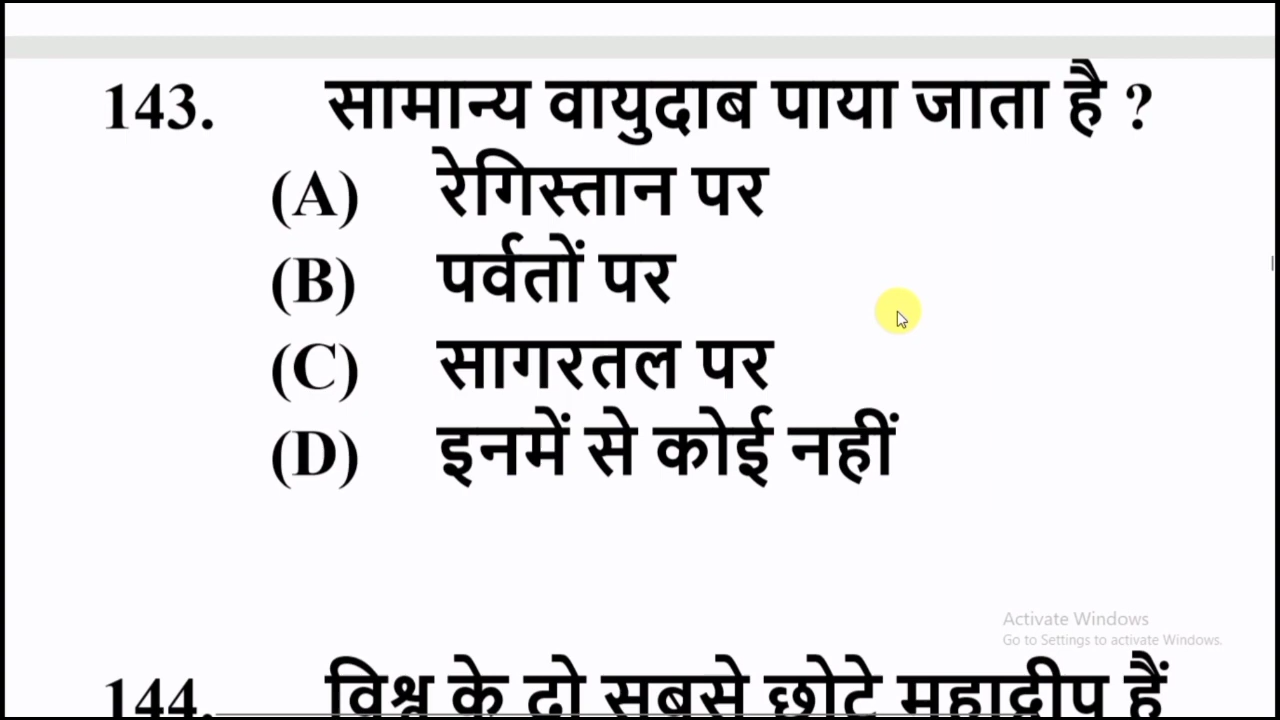 143. सामान्य वायुदाब पाया जाता है ?
(A) रेगिस्तान पर
(B) पर्वतों पर
(C) सागरतल पर
(D) इनमें से कोई नहीं
Activate Windows
Go to Settings to activate Windows.
144. विश्व के दो सबसे छोटे महाद्वीप हैं